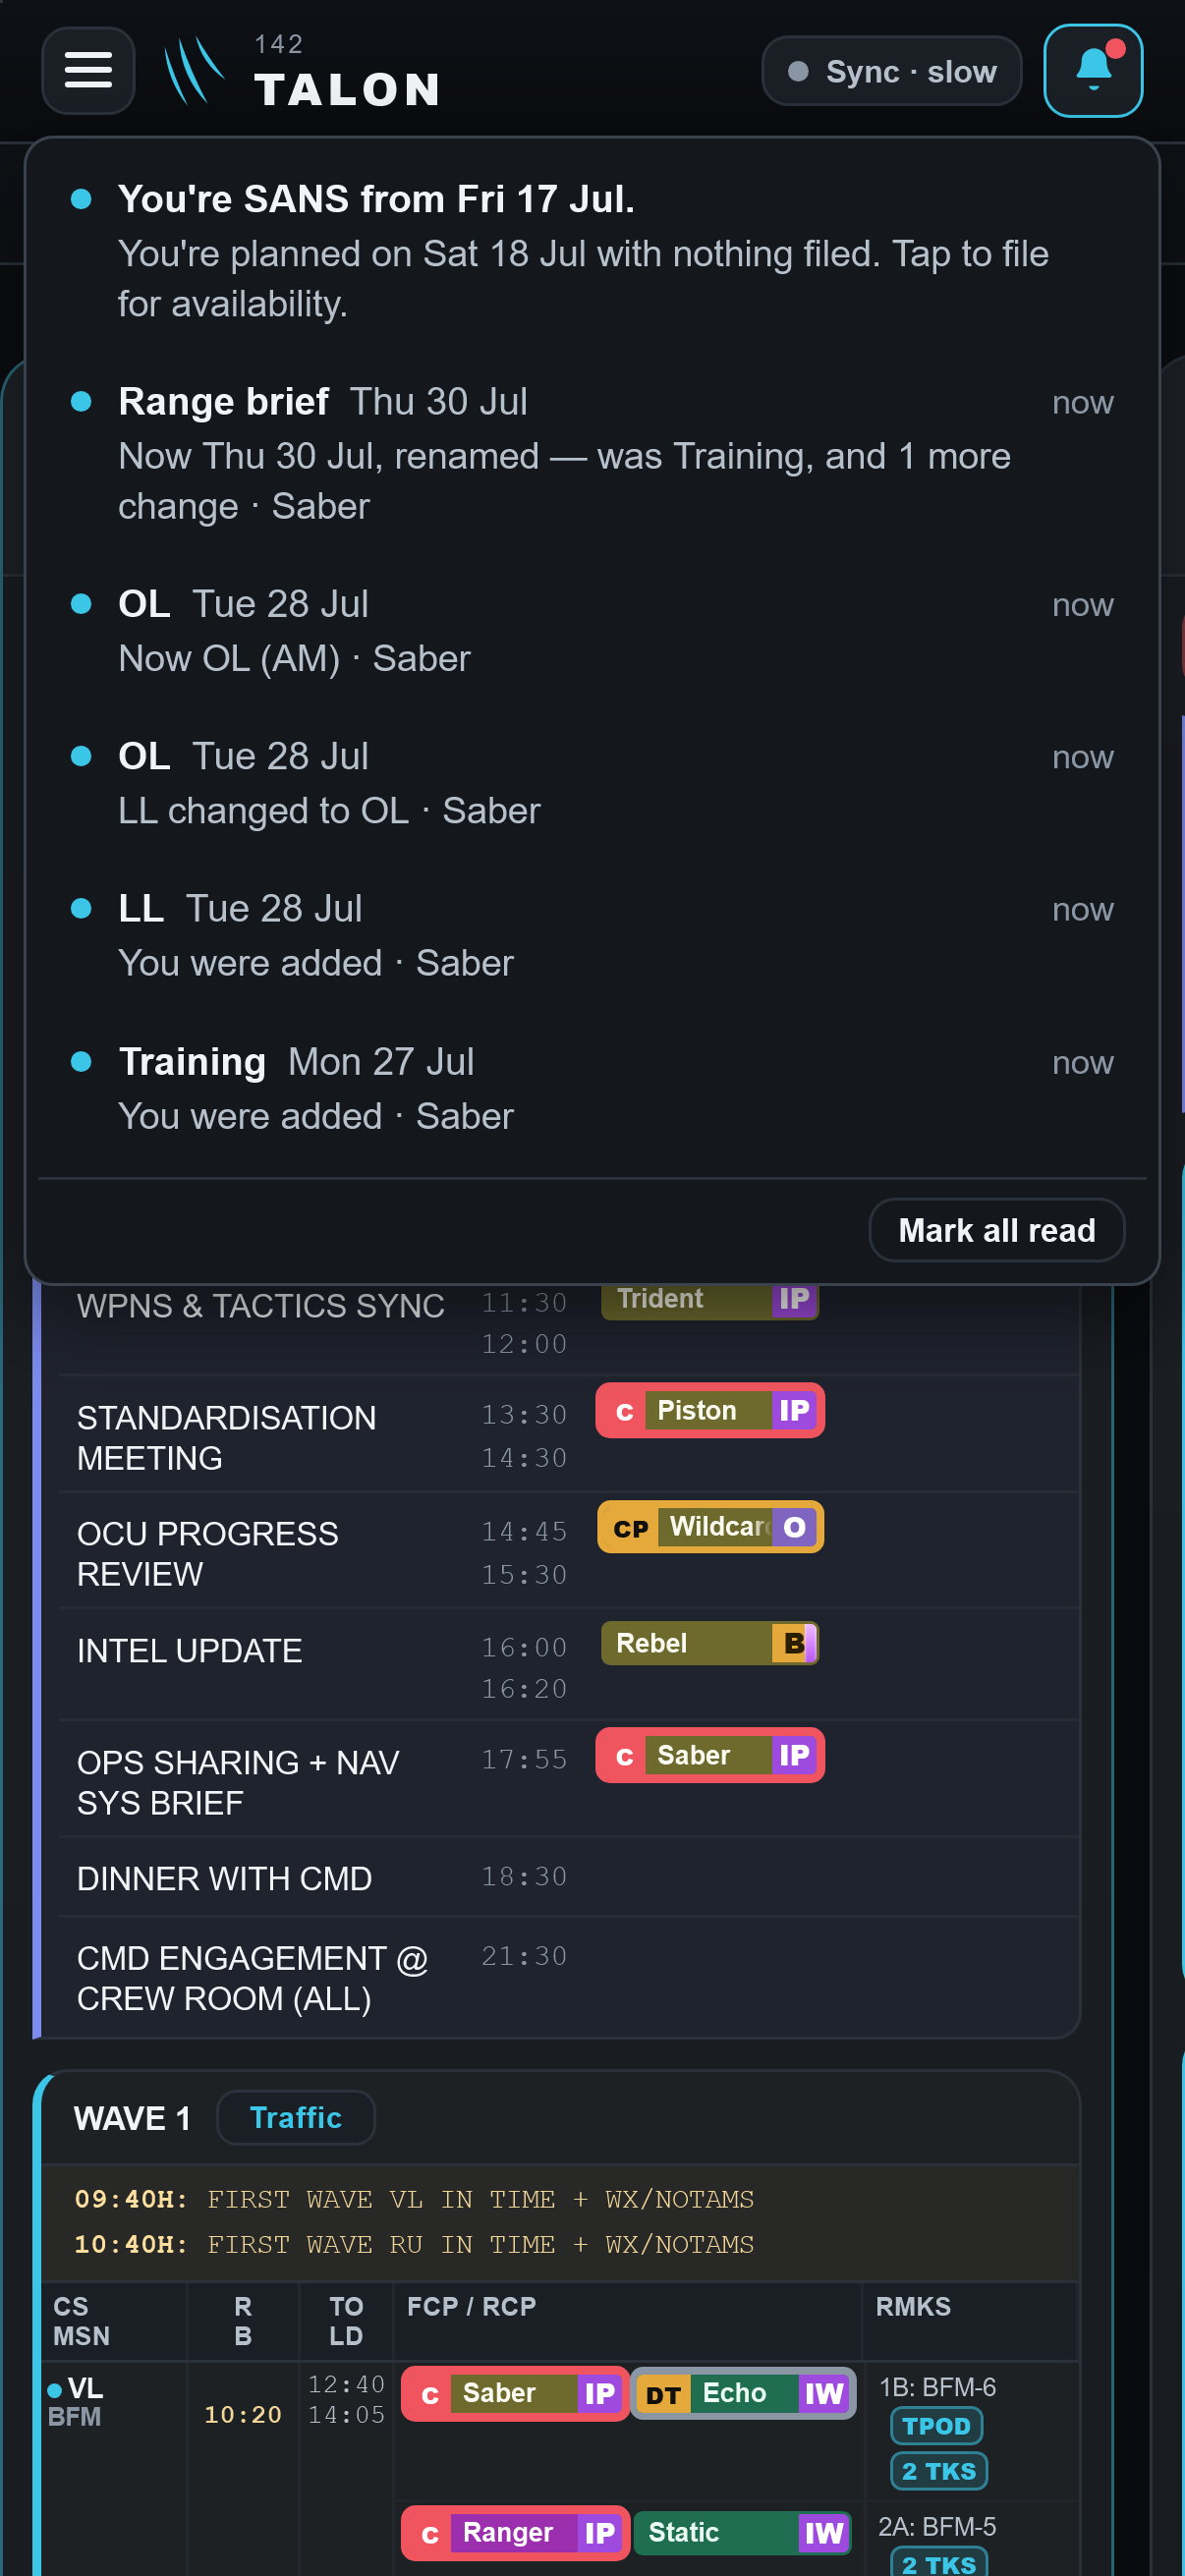 142
TALON
Sync · slow
You're SANS from Fri 17 Jul.
You're planned on Sat 18 Jul with nothing filed. Tap to file
for availability.
Range brief Thu 30 Jul now
Now Thu 30 Jul, renamed — was Training, and 1 more
change · Saber
OL Tue 28 Jul now
Now OL (AM) · Saber
OL Tue 28 Jul now
LL changed to OL · Saber
LL Tue 28 Jul now
You were added · Saber
Training Mon 27 Jul now
You were added · Saber
Mark all read
WPNS & TACTICS SYNC 11:30 Trident IP
12:00
STANDARDISATION 13:30 C Piston IP
MEETING 14:30
OCU PROGRESS 14:45 CP Wildcard O
REVIEW 15:30
INTEL UPDATE 16:00 Rebel B
16:20
OPS SHARING + NAV 17:55 C Saber IP
SYS BRIEF
DINNER WITH CMD 18:30
CMD ENGAGEMENT @ 21:30
CREW ROOM (ALL)
WAVE 1 Traffic
09:40H: FIRST WAVE VL IN TIME + WX/NOTAMS
10:40H: FIRST WAVE RU IN TIME + WX/NOTAMS
CS R TO FCP / RCP RMKS
MSN B LD
VL 12:40 C Saber IP DT Echo IW 1B: BFM-6
BFM 10:20 14:05 TPOD
2 TKS
C Ranger IP Static IW 2A: BFM-5
2 TKS